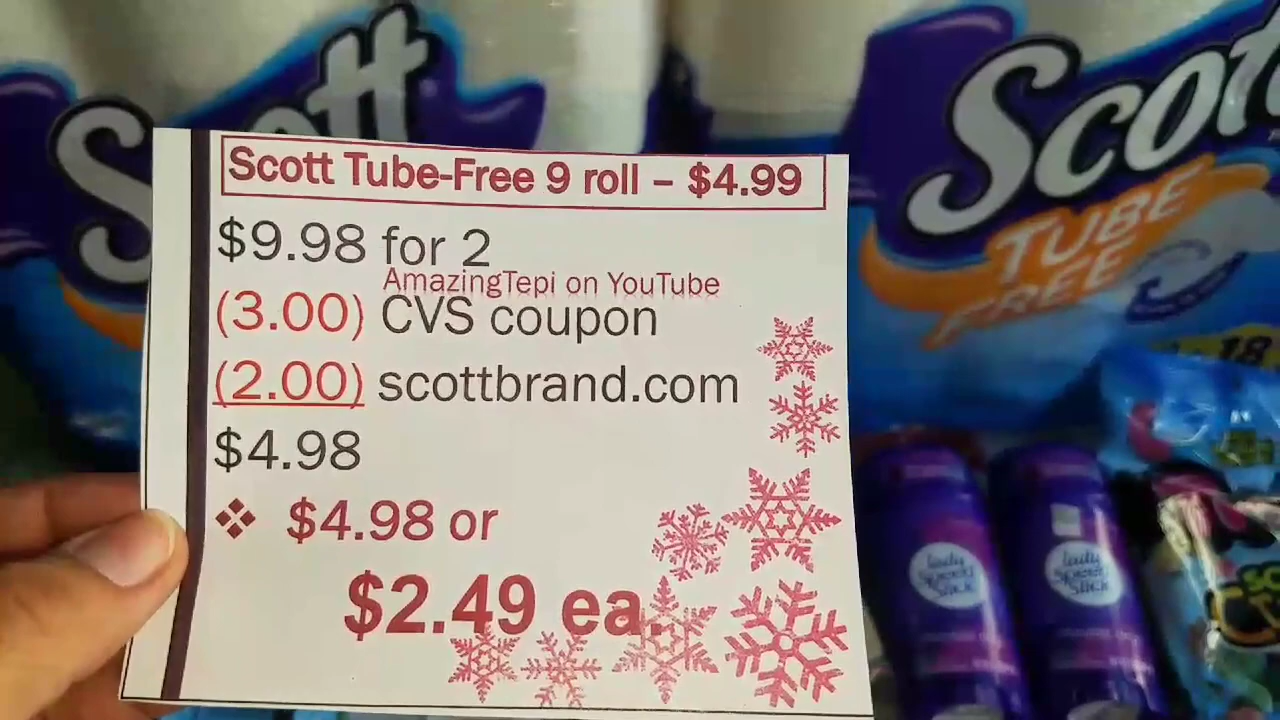 Scott
Scott
TUBE
FREE
18
Scott Tube-Free 9 roll – $4.99
$9.98 for 2
AmazingTepi on YouTube
(3.00) CVS coupon
(2.00) scottbrand.com
$4.98
❖ $4.98 or
$2.49 ea.
lady
Speed
Stick
lady
Speed
Stick